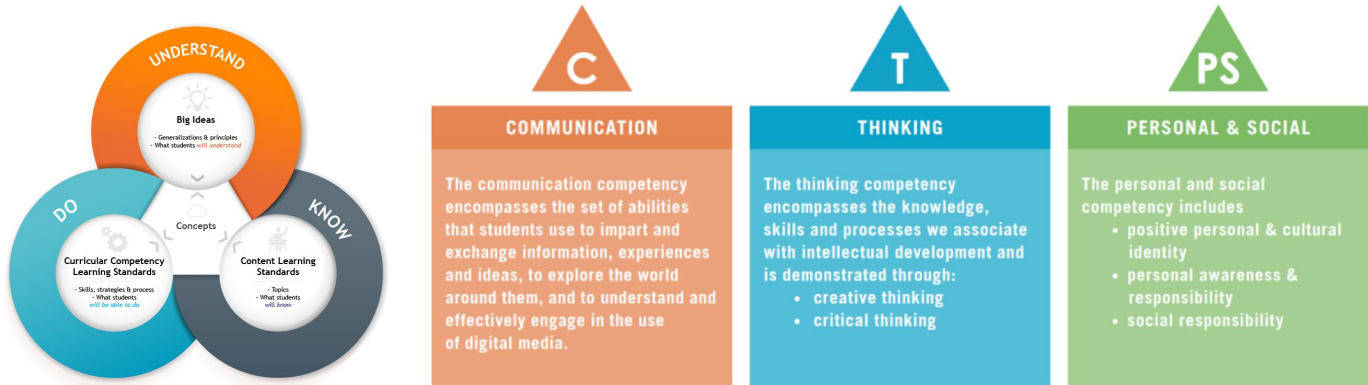 UNDERSTAND
Big Ideas
- Generalizations & principles
- What students will understand
DO
Curricular Competency
Learning Standards
- Skills, strategies & process
- What students
will be able to do
Concepts
KNOW
Content Learning
Standards
- Topics
- What students
will know
C
COMMUNICATION
The communication competency
encompasses the set of abilities
that students use to impart and
exchange information, experiences
and ideas, to explore the world
around them, and to understand and
effectively engage in the use
of digital media.
T
THINKING
The thinking competency
encompasses the knowledge,
skills and processes we associate
with intellectual development and
is demonstrated through:
• creative thinking
• critical thinking
PS
PERSONAL & SOCIAL
The personal and social
competency includes
• positive personal & cultural
identity
• personal awareness &
responsibility
• social responsibility